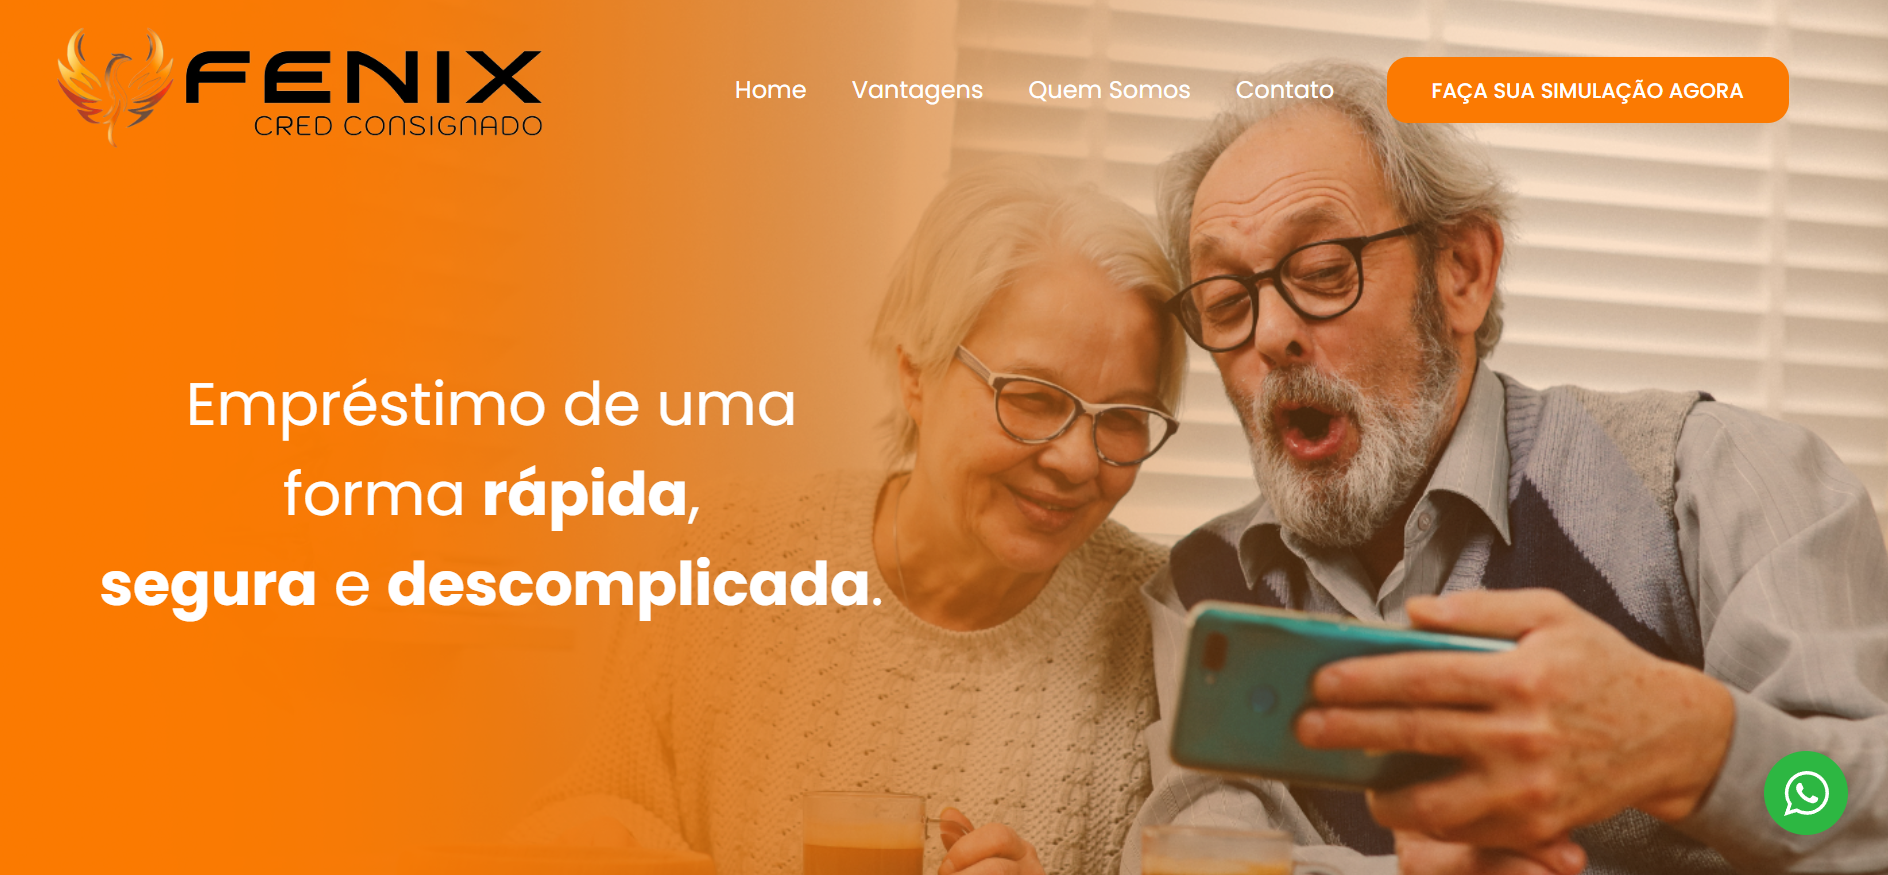 FENIX
CRED CONSIGNADO
Home
Vantagens
Quem Somos
Contato
FAÇA SUA SIMULAÇÃO AGORA
Empréstimo de uma
forma rápida,
segura e descomplicada.